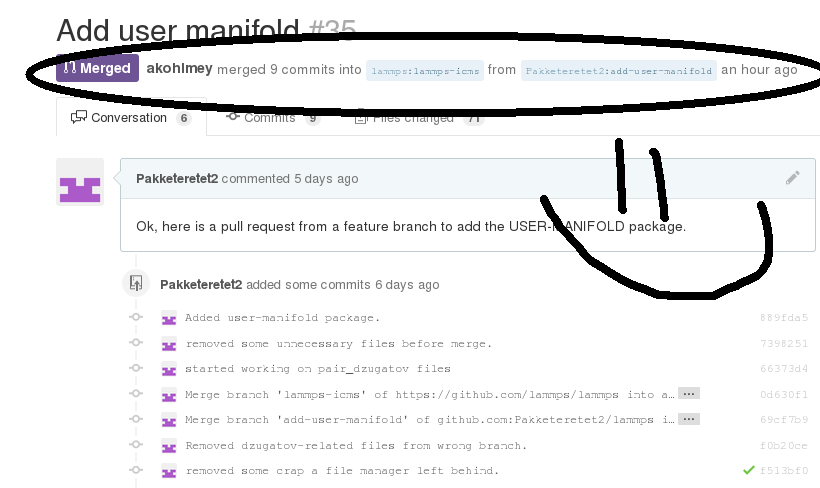 Add user manifold #35
Merged akohlmey merged 9 commits into lammps:lammps-icms from Pakketeretet2:add-user-manifold an hour ago
Conversation 6 Commits 9 Files changed 71
Pakketeretet2 commented 5 days ago
Ok, here is a pull request from a feature branch to add the USER-MANIFOLD package.
Pakketeretet2 added some commits 6 days ago
Added user-manifold package. 889fda5
removed some unnecessary files before merge. 7398251
started working on pair_dzugatov files 66373d4
Merge branch 'lammps-icms' of https://github.com/lammps/lammps into a… ... 0d630f1
Merge branch 'add-user-manifold' of github.com:Pakketeretet2/lammps i… ... 69cf7b9
Removed dzugatov-related files from wrong branch. f0b20ce
removed some crap a file manager left behind. f513bf0